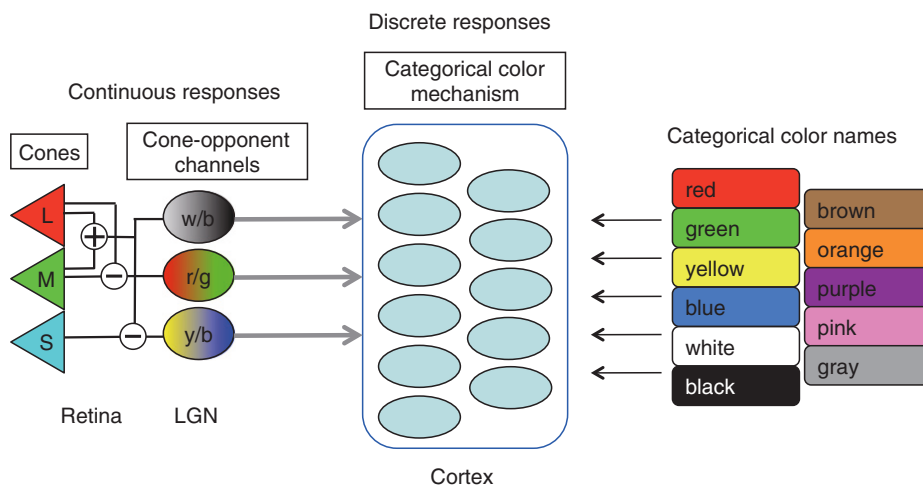 Discrete responses
Continuous responses
Categorical color
mechanism
Cones
Cone-opponent
channels
Categorical color names
L
+
M
−
S
−
w/b
r/g
y/b
red
green
yellow
blue
white
black
brown
orange
purple
pink
gray
Retina
LGN
Cortex